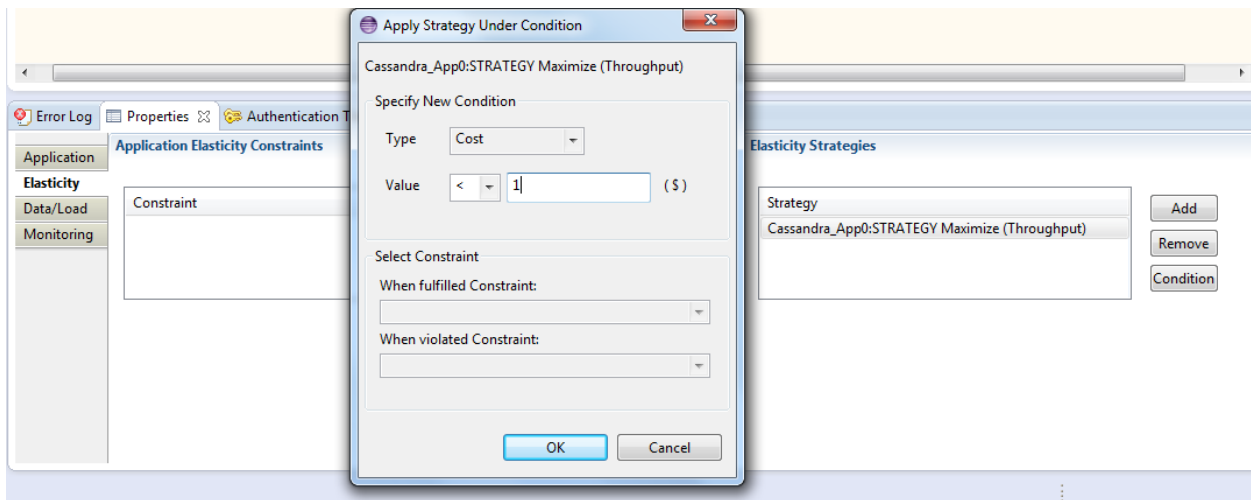 Apply Strategy Under Condition
Cassandra_App0:STRATEGY Maximize (Throughput)
Specify New Condition
Type Cost
Value < 1 ($)
Select Constraint
When fulfilled Constraint:
When violated Constraint:
OK Cancel
Error Log Properties Authentication T
Application
Elasticity
Data/Load
Monitoring
Application Elasticity Constraints
Constraint
Elasticity Strategies
Strategy
Cassandra_App0:STRATEGY Maximize (Throughput)
Add
Remove
Condition